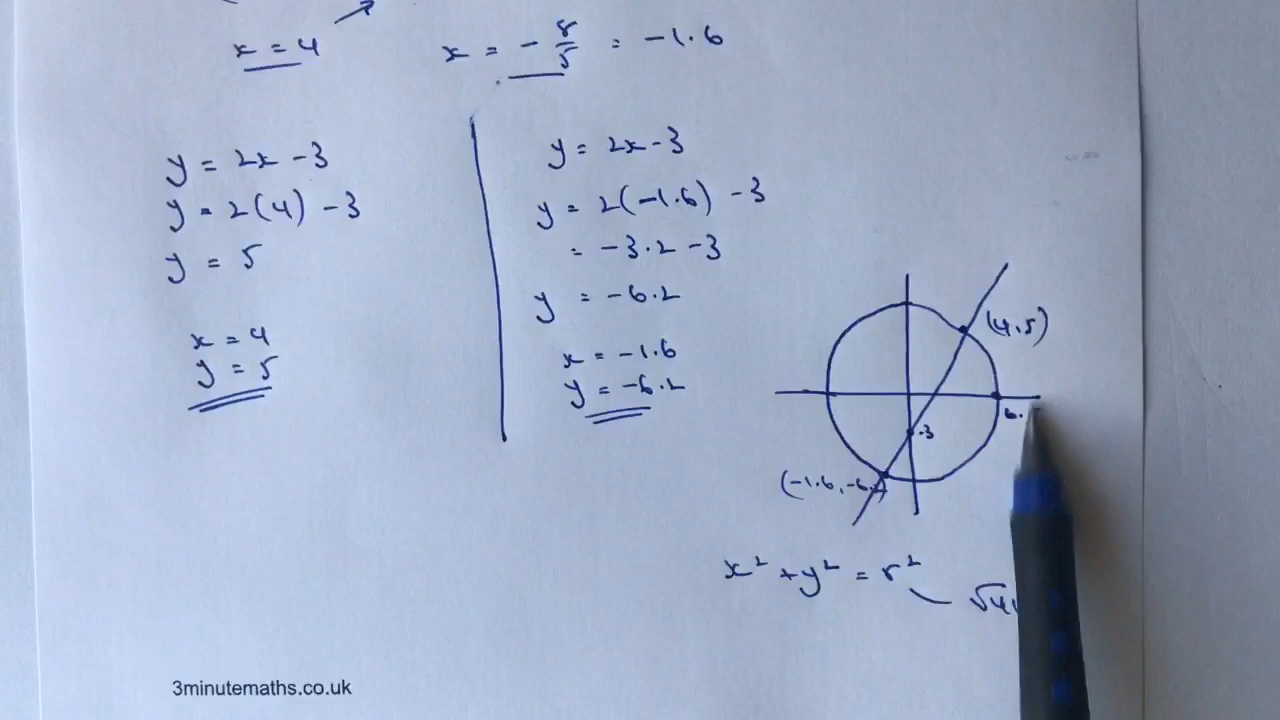 x = 4
x = - 8/5 = -1.6
y = 2x - 3
y = 2(4) - 3
y = 5
x = 4
y = 5
y = 2x - 3
y = 2(-1.6) - 3
= -3.2 - 3
y = -6.2
x = -1.6
y = -6.2
(4,5)
6.
-3
(-1.6,-6.
x² + y² = r²
3minutemaths.co.uk